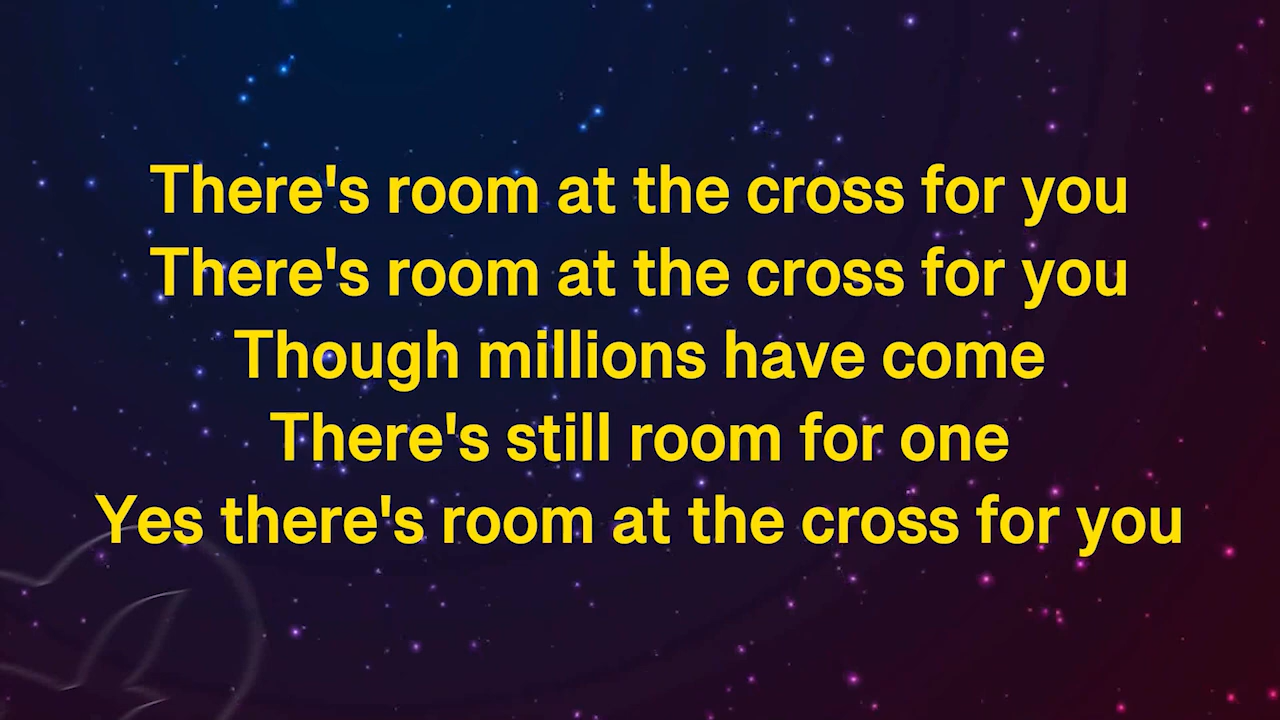 There's room at the cross for you
There's room at the cross for you
Though millions have come
There's still room for one
Yes there's room at the cross for you